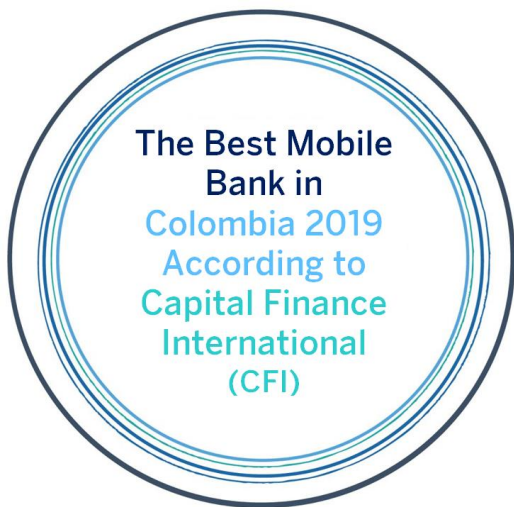 The Best Mobile
Bank in
Colombia 2019
According to
Capital Finance
International
(CFI)